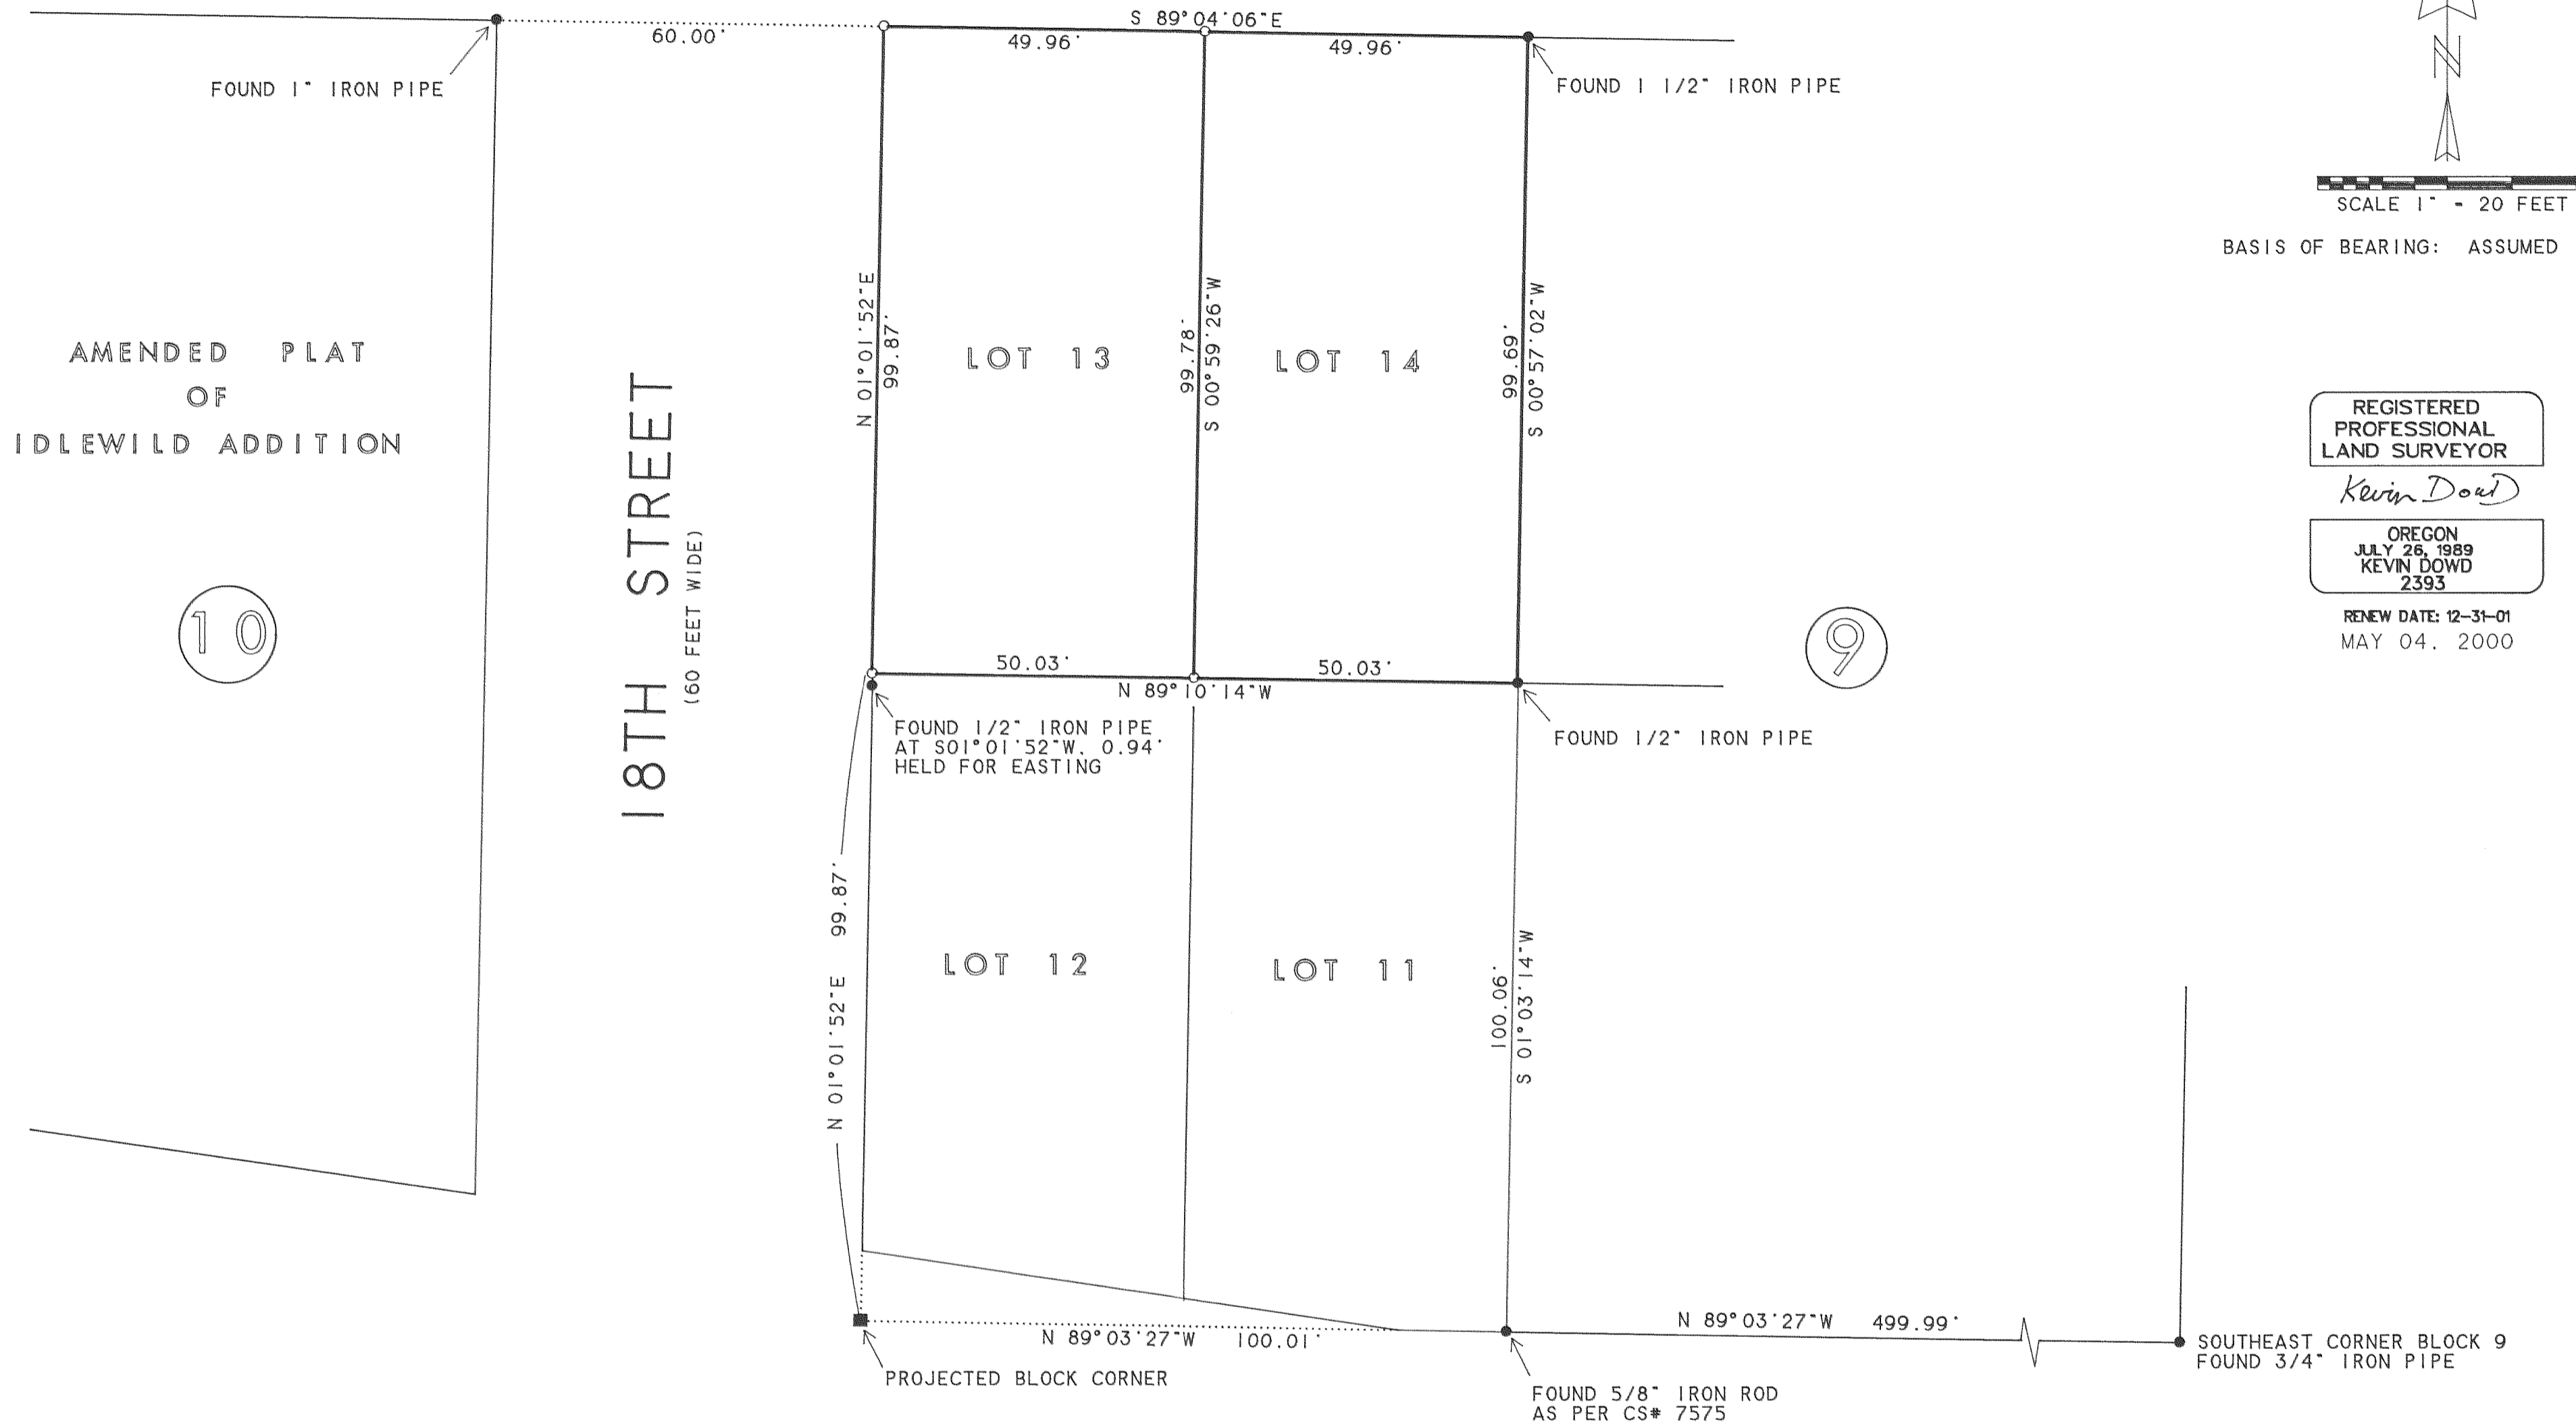 S 89°04'06"E
60.00'
49.96'
49.96'
FOUND 1" IRON PIPE
FOUND 1 1/2" IRON PIPE
N
SCALE 1" - 20 FEET
BASIS OF BEARING: ASSUMED
N 01°01'52"E
99.87'
99.78'
S 00°59'26"W
99.69'
S 00°57'02"W
AMENDED PLAT
OF
IDLEWILD ADDITION
LOT 13
LOT 14
REGISTERED
PROFESSIONAL
LAND SURVEYOR
Kevin Dowd
OREGON
JULY 26, 1989
KEVIN DOWD
2393
RENEW DATE: 12-31-01
MAY 04. 2000
18TH STREET
(60 FEET WIDE)
10
9
50.03'
50.03'
N 89°10'14"W
FOUND 1/2" IRON PIPE
AT S01°01'52"W. 0.94'
HELD FOR EASTING
FOUND 1/2" IRON PIPE
N 01°01'52"E 99.87'
LOT 12
LOT 11
100.06'
S 01°03'14"W
N 89°03'27"W 100.01'
N 89°03'27"W 499.99'
PROJECTED BLOCK CORNER
SOUTHEAST CORNER BLOCK 9
FOUND 3/4" IRON PIPE
FOUND 5/8" IRON ROD
AS PER CS# 7575